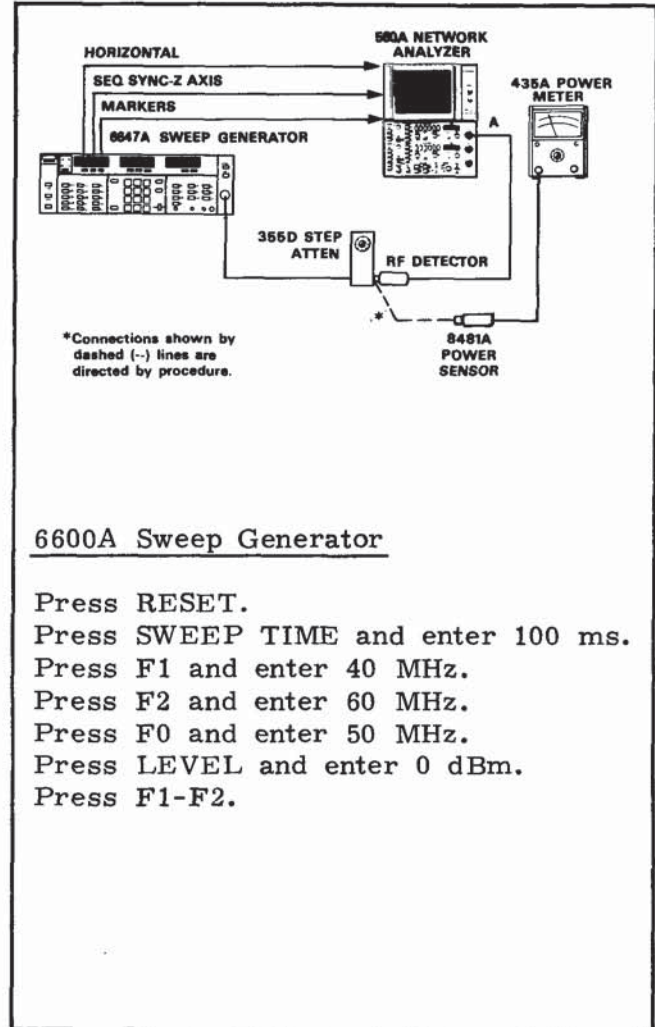 HORIZONTAL
SEQ SYNC-Z AXIS
MARKERS
6647A SWEEP GENERATOR
560A NETWORK
ANALYZER
435A POWER
METER
A
355D STEP
ATTEN
RF DETECTOR
*
8481A
POWER
SENSOR
*Connections shown by
dashed (--) lines are
directed by procedure.
6600A Sweep Generator
Press RESET.
Press SWEEP TIME and enter 100 ms.
Press F1 and enter 40 MHz.
Press F2 and enter 60 MHz.
Press F0 and enter 50 MHz.
Press LEVEL and enter 0 dBm.
Press F1-F2.